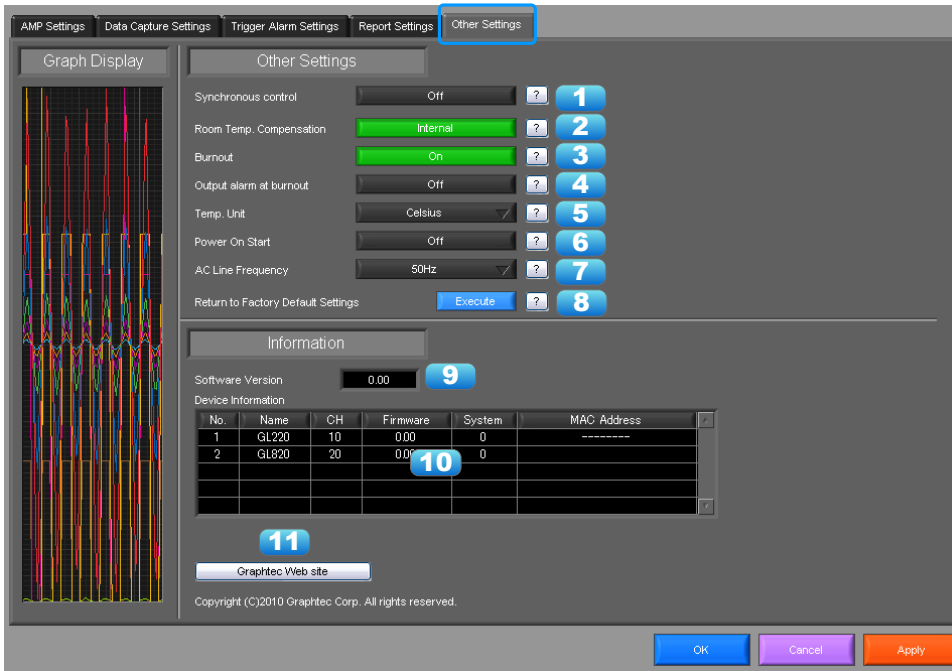 AMP Settings Data Capture Settings Trigger Alarm Settings Report Settings Other Settings
Graph Display
Other Settings
Synchronous control Off ? 1
Room Temp. Compensation Internal ? 2
Burnout On ? 3
Output alarm at burnout Off ? 4
Temp. Unit Celsius ? 5
Power On Start Off ? 6
AC Line Frequency 50Hz ? 7
Return to Factory Default Settings Execute ? 8
Information
Software Version 0.00 9
Device Information
No. Name CH Firmware System MAC Address
1 GL220 10 0.00 0 --------
2 GL820 20 0.00 0
10
11
Graphtec Web site
Copyright (C)2010 Graphtec Corp. All rights reserved.
OK Cancel Apply